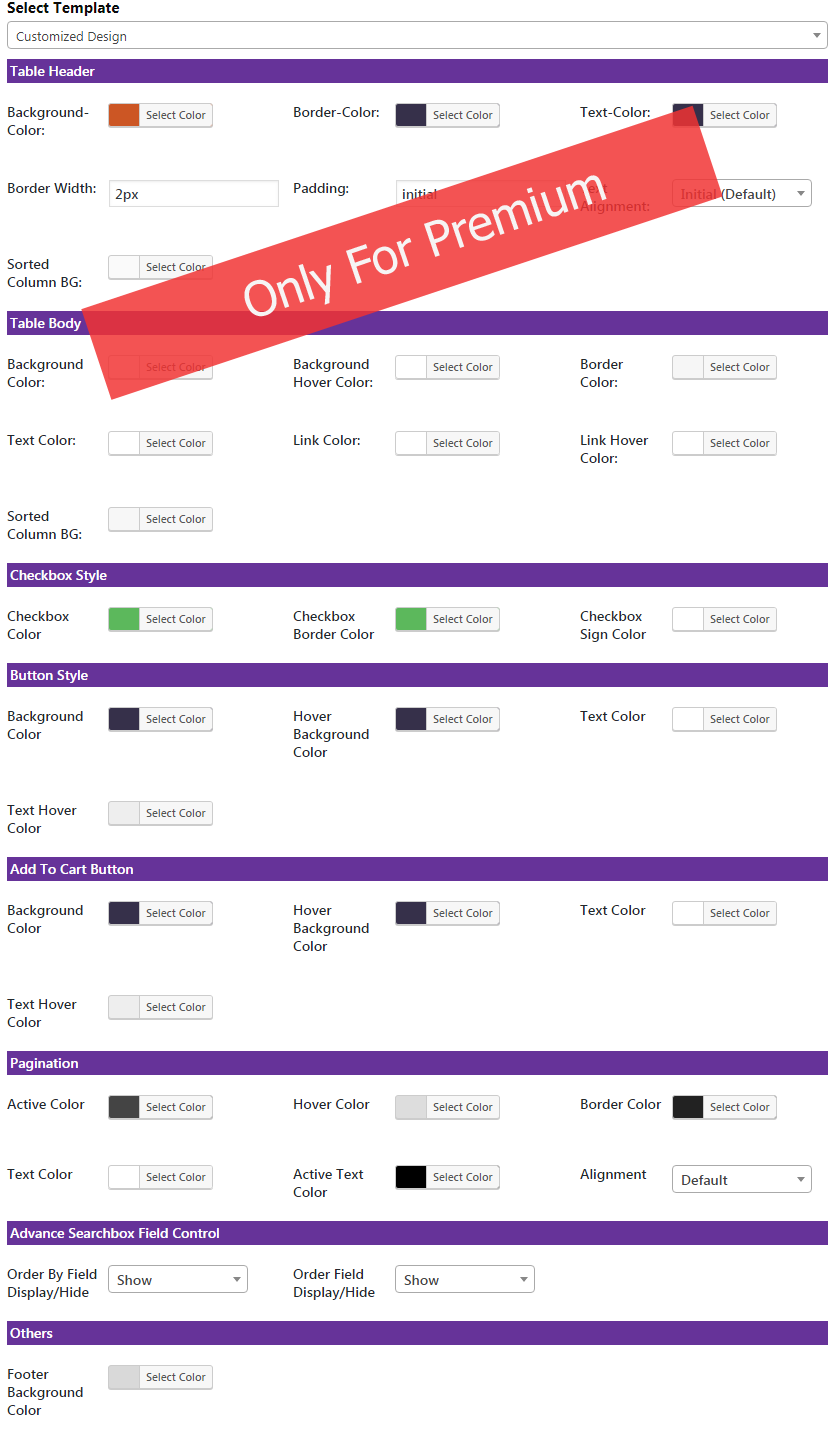 Select Template
Customized Design
Table Header
Background-Color: Select Color Border-Color: Select Color Text-Color: Select Color
Border Width: 2px Padding: initial Text Alignment: Initial (Default)
Sorted Column BG: Select Color
Only For Premium
Table Body
Background Color: Select Color Background Hover Color: Select Color Border Color: Select Color
Text Color: Select Color Link Color: Select Color Link Hover Color: Select Color
Sorted Column BG: Select Color
Checkbox Style
Checkbox Color Select Color Checkbox Border Color Select Color Checkbox Sign Color Select Color
Button Style
Background Color Select Color Hover Background Color Select Color Text Color Select Color
Text Hover Color Select Color
Add To Cart Button
Background Color Select Color Hover Background Color Select Color Text Color Select Color
Text Hover Color Select Color
Pagination
Active Color Select Color Hover Color Select Color Border Color Select Color
Text Color Select Color Active Text Color Select Color Alignment Default
Advance Searchbox Field Control
Order By Field Display/Hide Show Order Field Display/Hide Show
Others
Footer Background Color Select Color